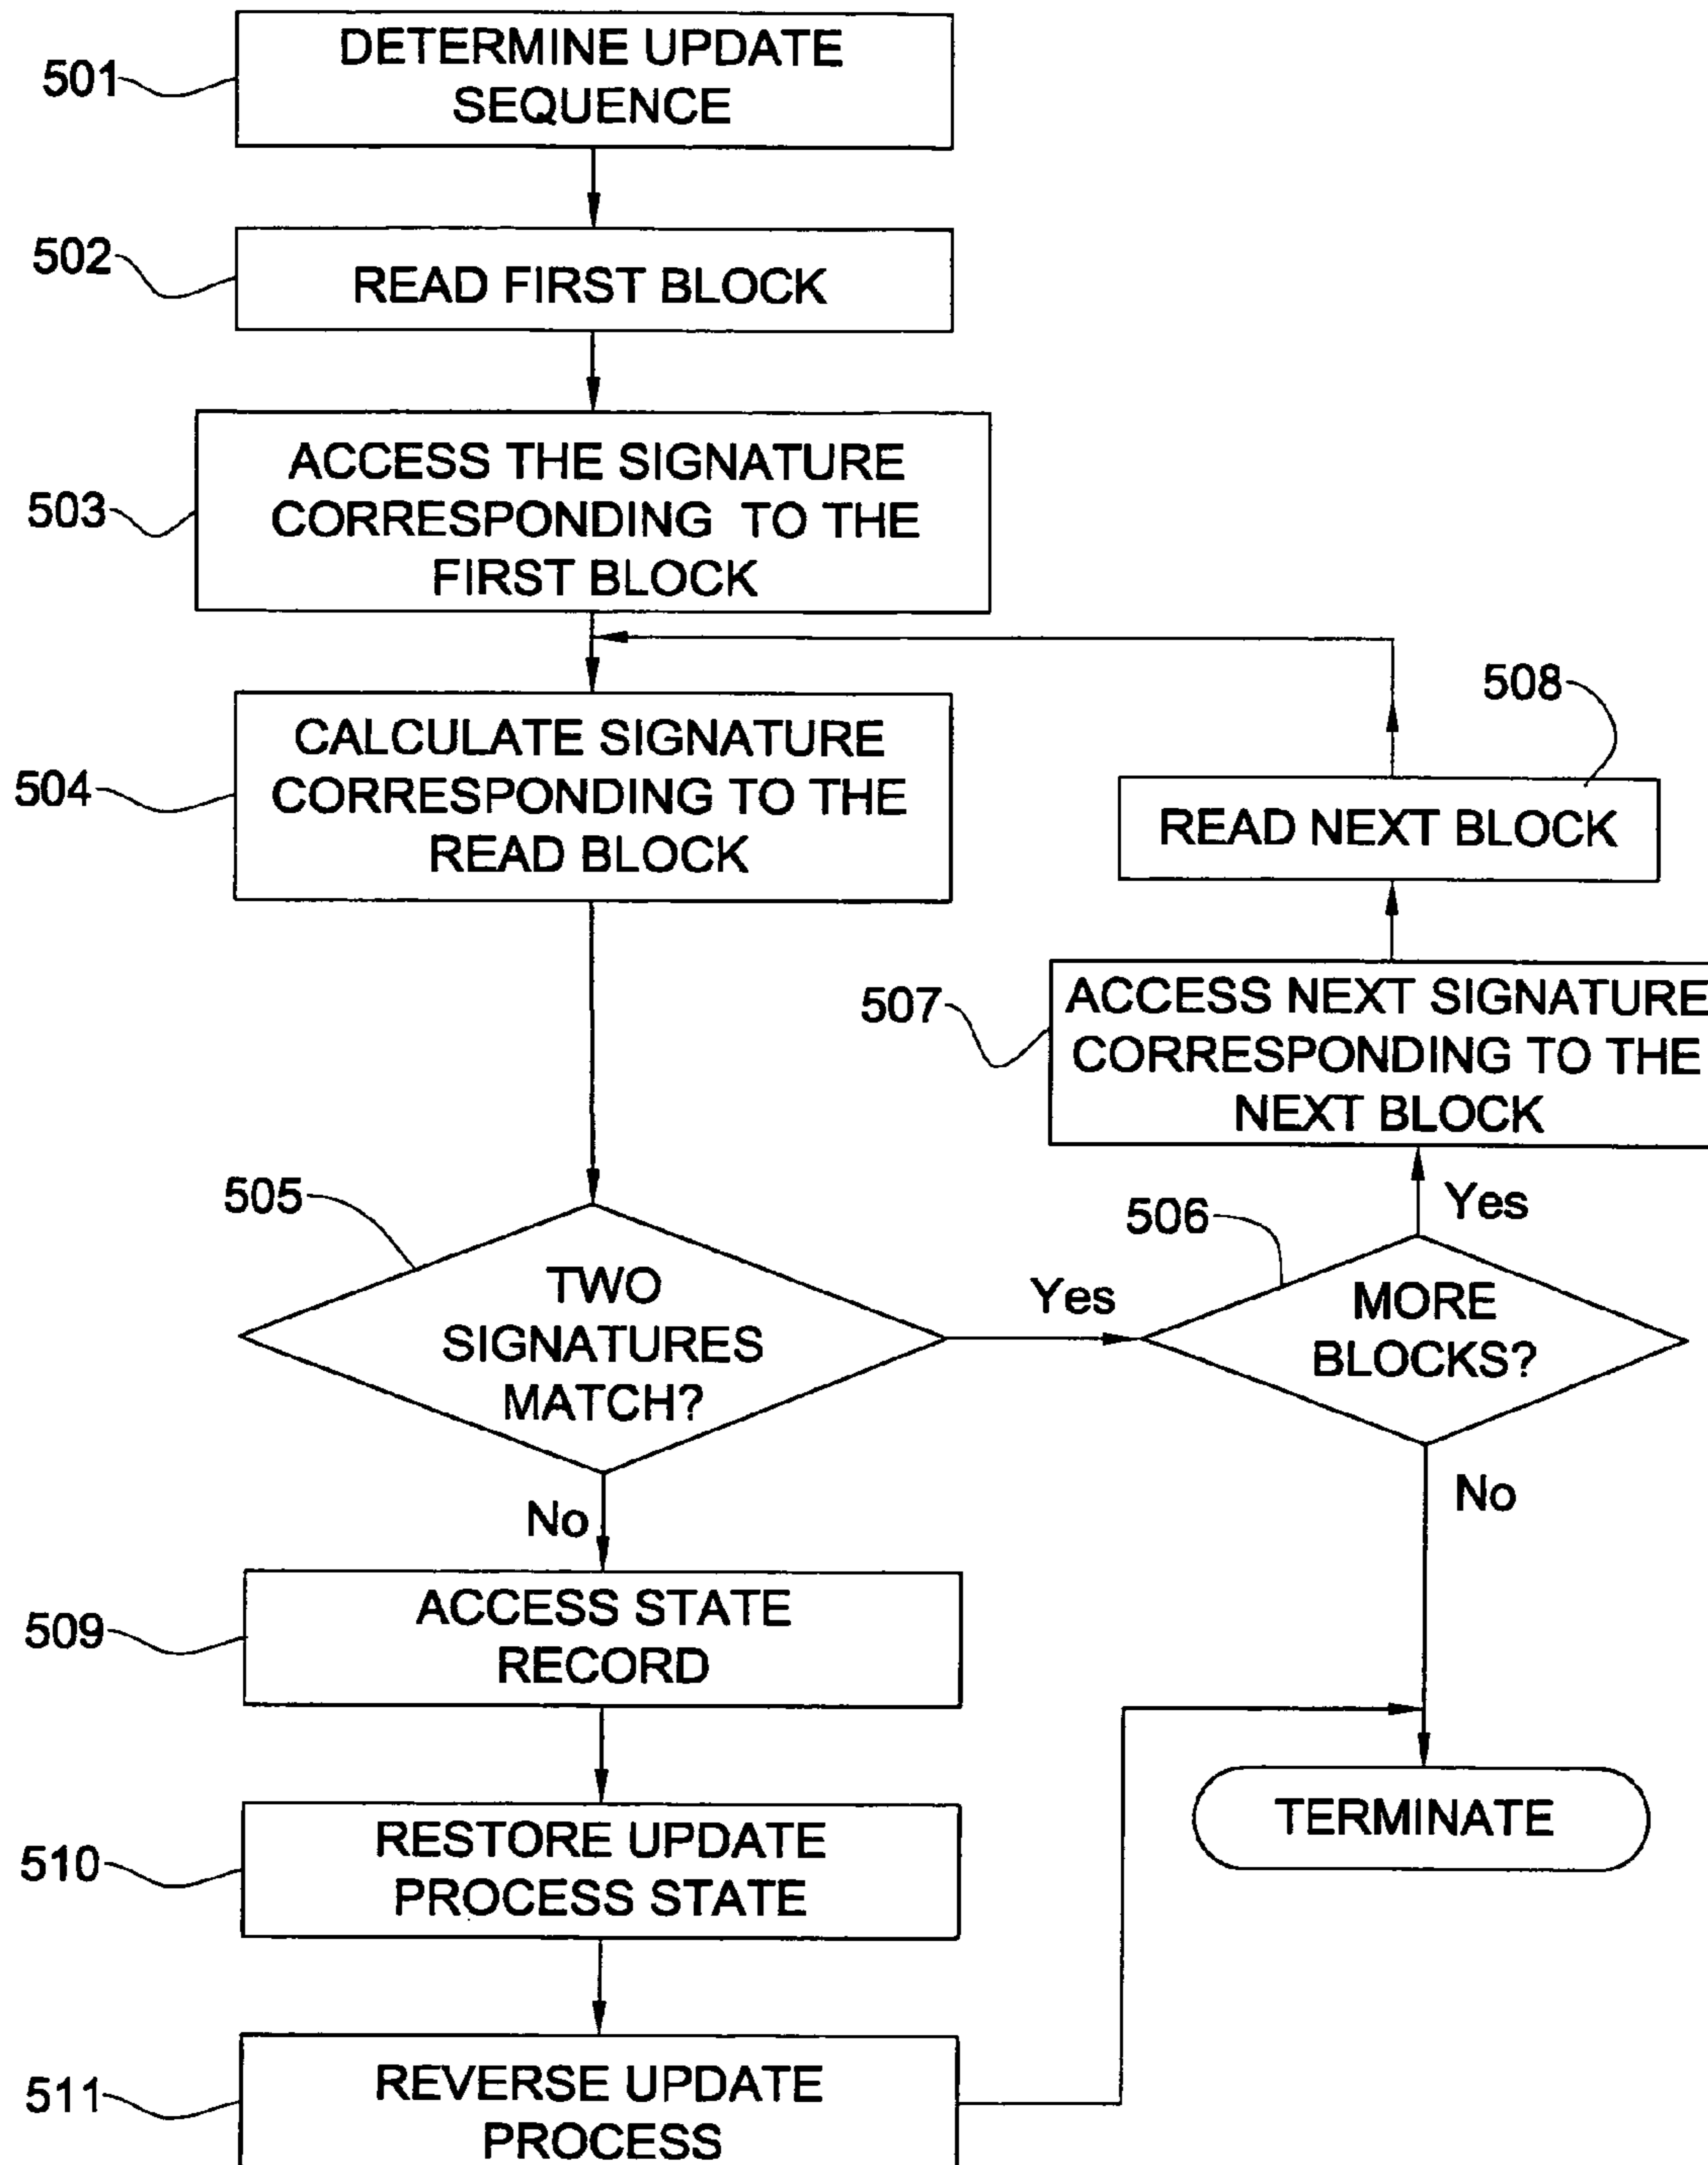 501
DETERMINE UPDATE
SEQUENCE
502
READ FIRST BLOCK
503
ACCESS THE SIGNATURE
CORRESPONDING TO THE
FIRST BLOCK
504
CALCULATE SIGNATURE
CORRESPONDING TO THE
READ BLOCK
508
READ NEXT BLOCK
507
ACCESS NEXT SIGNATURE
CORRESPONDING TO THE
NEXT BLOCK
505
TWO
SIGNATURES
MATCH?
Yes
506
MORE
BLOCKS?
Yes
No
No
509
ACCESS STATE
RECORD
510
RESTORE UPDATE
PROCESS STATE
511
REVERSE UPDATE
PROCESS
TERMINATE